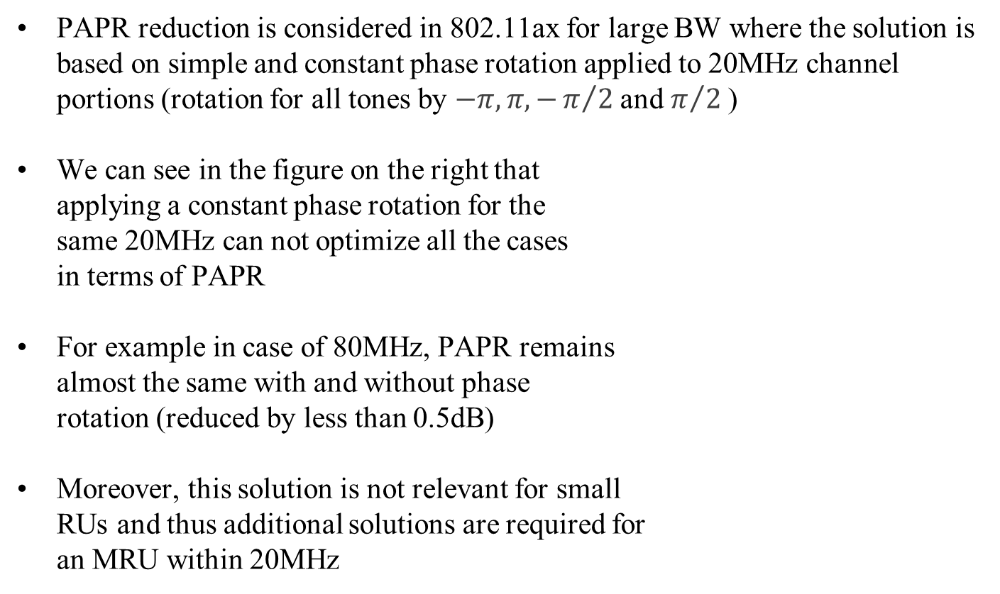 • PAPR reduction is considered in 802.11ax for large BW where the solution is
based on simple and constant phase rotation applied to 20MHz channel
portions (rotation for all tones by −π, π, − π/2 and π/2 )
• We can see in the figure on the right that
applying a constant phase rotation for the
same 20MHz can not optimize all the cases
in terms of PAPR
• For example in case of 80MHz, PAPR remains
almost the same with and without phase
rotation (reduced by less than 0.5dB)
• Moreover, this solution is not relevant for small
RUs and thus additional solutions are required for
an MRU within 20MHz